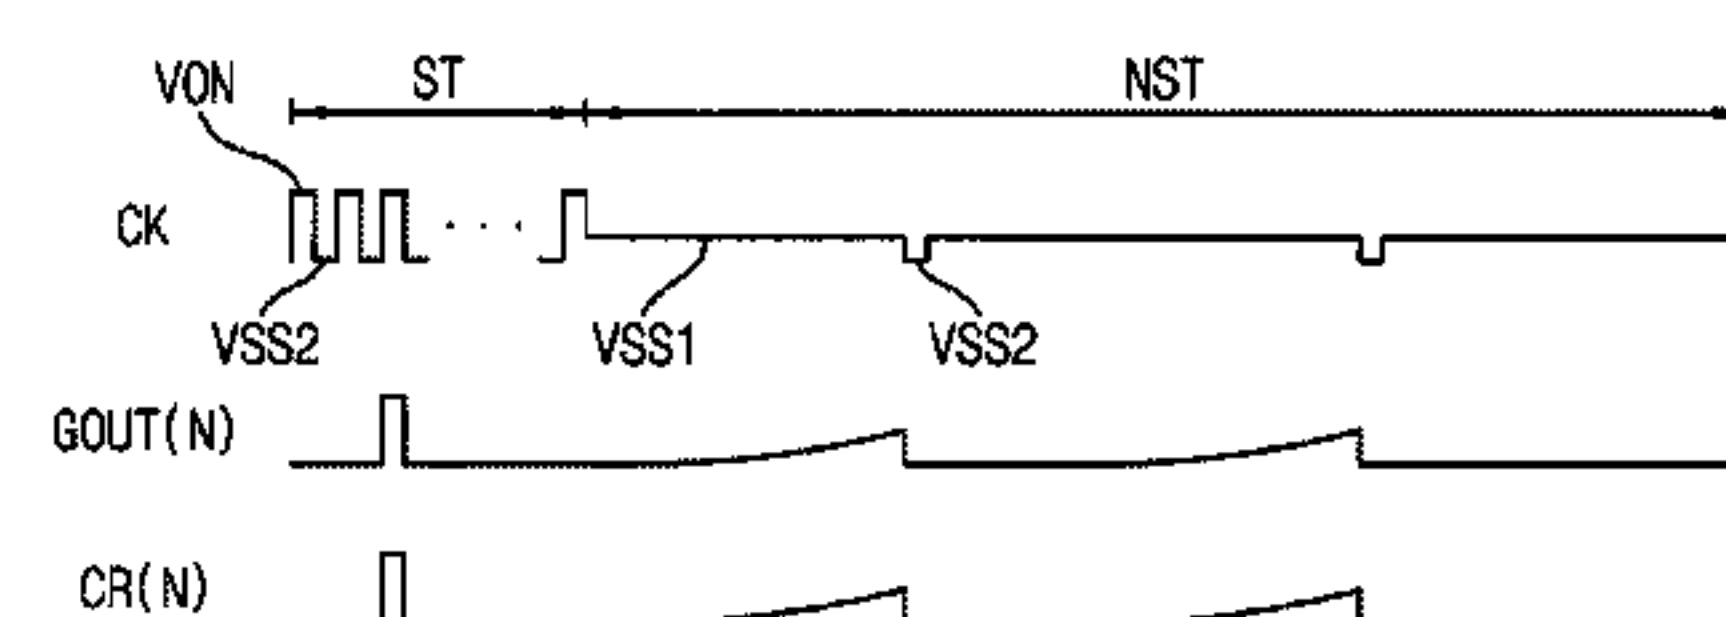 VON
ST
NST
CK
VSS2
VSS1
VSS2
GOUT(N)
CR(N)